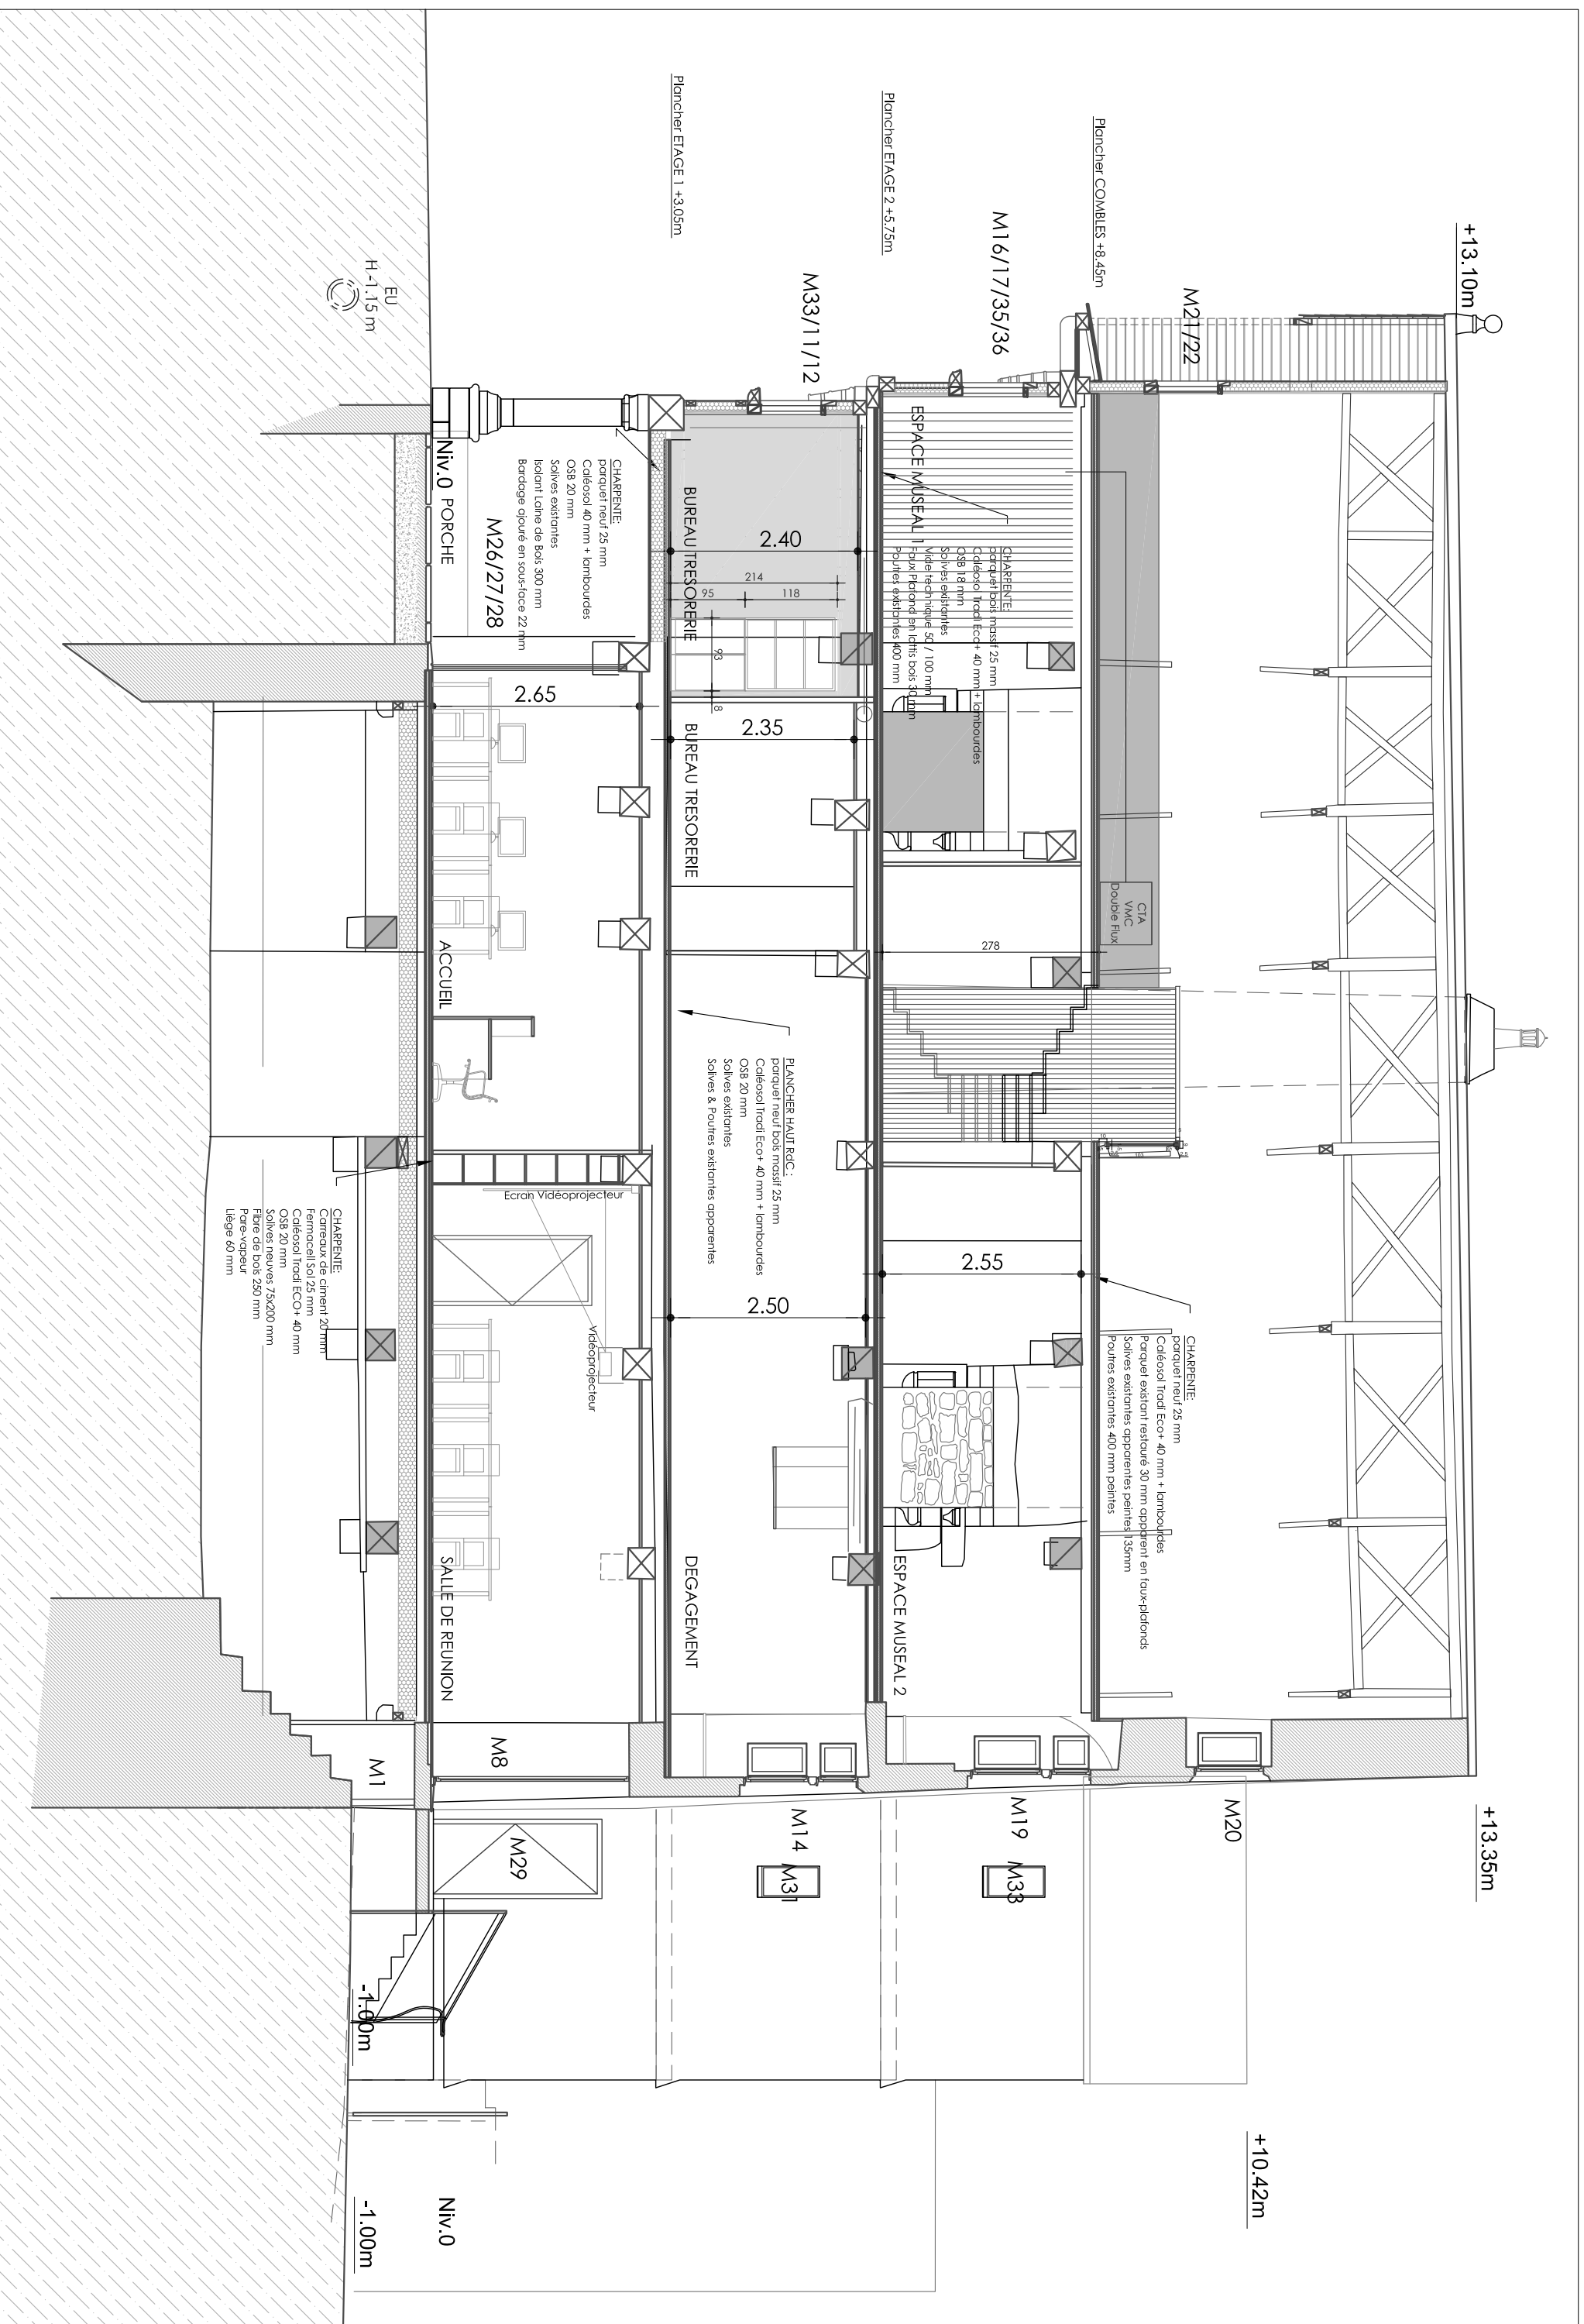 +13.10m
+13.35m
+10.42m
Plancher COMBLES +8.45m
M21/22
M20
CTA
VMC
Double Flux
CHARPENTE:
parquet neuf 25 mm
Caléosol Tradi Eco+ 40 mm + lambourdes
Parquet existant restauré 30 mm apparent en faux-plafonds
Solives existantes apparentes peintes 135mm
Poutres existantes 400 mm peintes
M16/17/35/36
M19
M33
278
2.55
CHARPENTE:
parquet bois massif 25 mm
Caléosol Tradi Eco+ 40 mm + lambourdes
OSB 18 mm
Solives existantes
Vide technique 50 / 100 mm
Faux Plafond en lattis bois 30 mm
Poutres existantes 400 mm
ESPACE MUSEAL 1
ESPACE MUSEAL 2
Plancher ETAGE 2 +5.75m
M33/11/12
M14
M31
2.40
214
95
118
93
8
2.35
2.50
PLANCHER HAUT RdC :
parquet neuf bois massif 25 mm
Caléosol Tradi Eco+ 40 mm + lambourdes
OSB 20 mm
Solives existantes
Solives & Poutres existantes apparentes
BUREAU TRESORERIE
BUREAU TRESORERIE
DEGAGEMENT
Plancher ETAGE 1 +3.05m
CHARPENTE:
parquet neuf 25 mm
Caléosol 40 mm + lambourdes
OSB 20 mm
Solives existantes
Isolant Laine de Bois 300 mm
Bardage ajouré en sous-face 22 mm
M26/27/28
2.65
Ecran Vidéoprojecteur
Vidéoprojecteur
M8
M29
Niv.0
PORCHE
ACCUEIL
SALLE DE REUNION
Niv.0
EU
H -1.15 m
M1
-1.00m
-1.00m
CHARPENTE:
Carreaux de ciment 20 mm
Fermacell Sol 25 mm
Caléosol Tradi ECO+ 40 mm
OSB 20 mm
Solives neuves 75x200 mm
Fibre de bois 250 mm
Pare-vapeur
Liège 60 mm